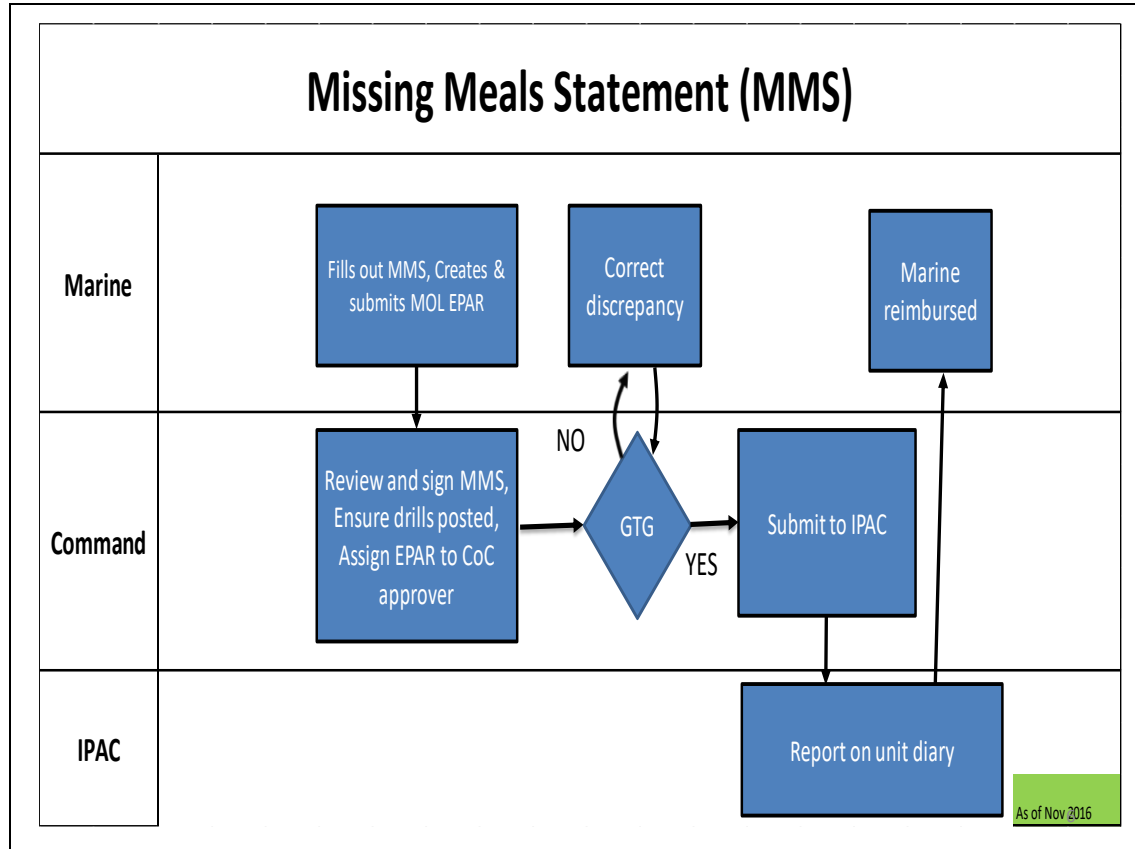 Missing Meals Statement (MMS)
Marine
Fills out MMS, Creates &
submits MOL EPAR
Correct
discrepancy
Marine
reimbursed
Command
Review and sign MMS,
Ensure drills posted,
Assign EPAR to CoC
approver
NO
GTG
YES
Submit to IPAC
IPAC
Report on unit diary
As of Nov 2016